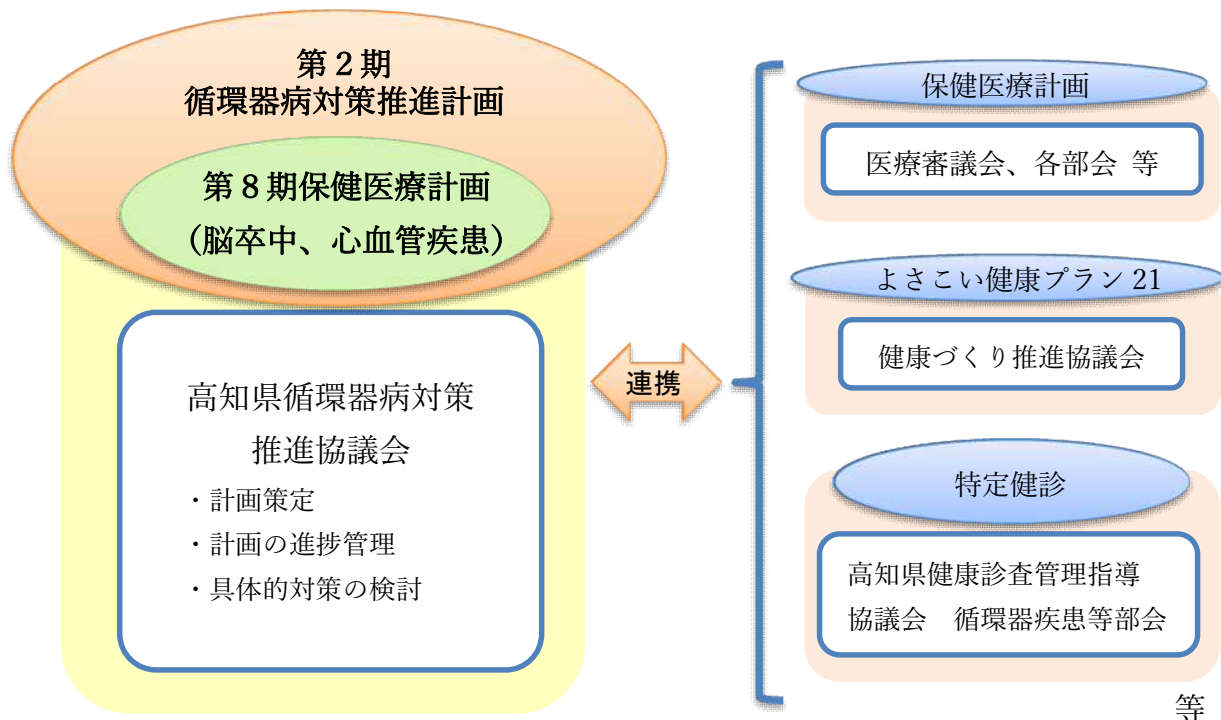 第2期
循環器病対策推進計画
第8期保健医療計画
（脳卒中、心血管疾患）
高知県循環器病対策
推進協議会
・計画策定
・計画の進捗管理
・具体的対策の検討
連携
保健医療計画
医療審議会、各部会 等
よさこい健康プラン 21
健康づくり推進協議会
特定健診
高知県健康診査管理指導
協議会　循環器疾患等部会
等